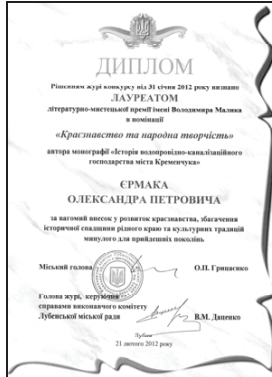 ДИПЛОМ
Рішенням журі конкурсу від 31 січня 2012 року визнано
ЛАУРЕАТОМ
літературно-мистецької премії імені Володимира Малика
в номінації
«Краєзнавство та народна творчість»
автора монографії «Історія водопровідно-каналізаційного
господарства міста Кременчука»
ЄРМАКА
ОЛЕКСАНДРА ПЕТРОВИЧА
за вагомий внесок у розвиток краєзнавства, збагачення
історичної спадщини рідного краю та культурних традицій
минулого для прийдешніх поколінь
Міський голова О.П. Грицаєнко
Голова журі, керуючий
справами виконавчого комітету
Лубенської міської ради В.М. Даценко
Лубни
21 лютого 2012 року